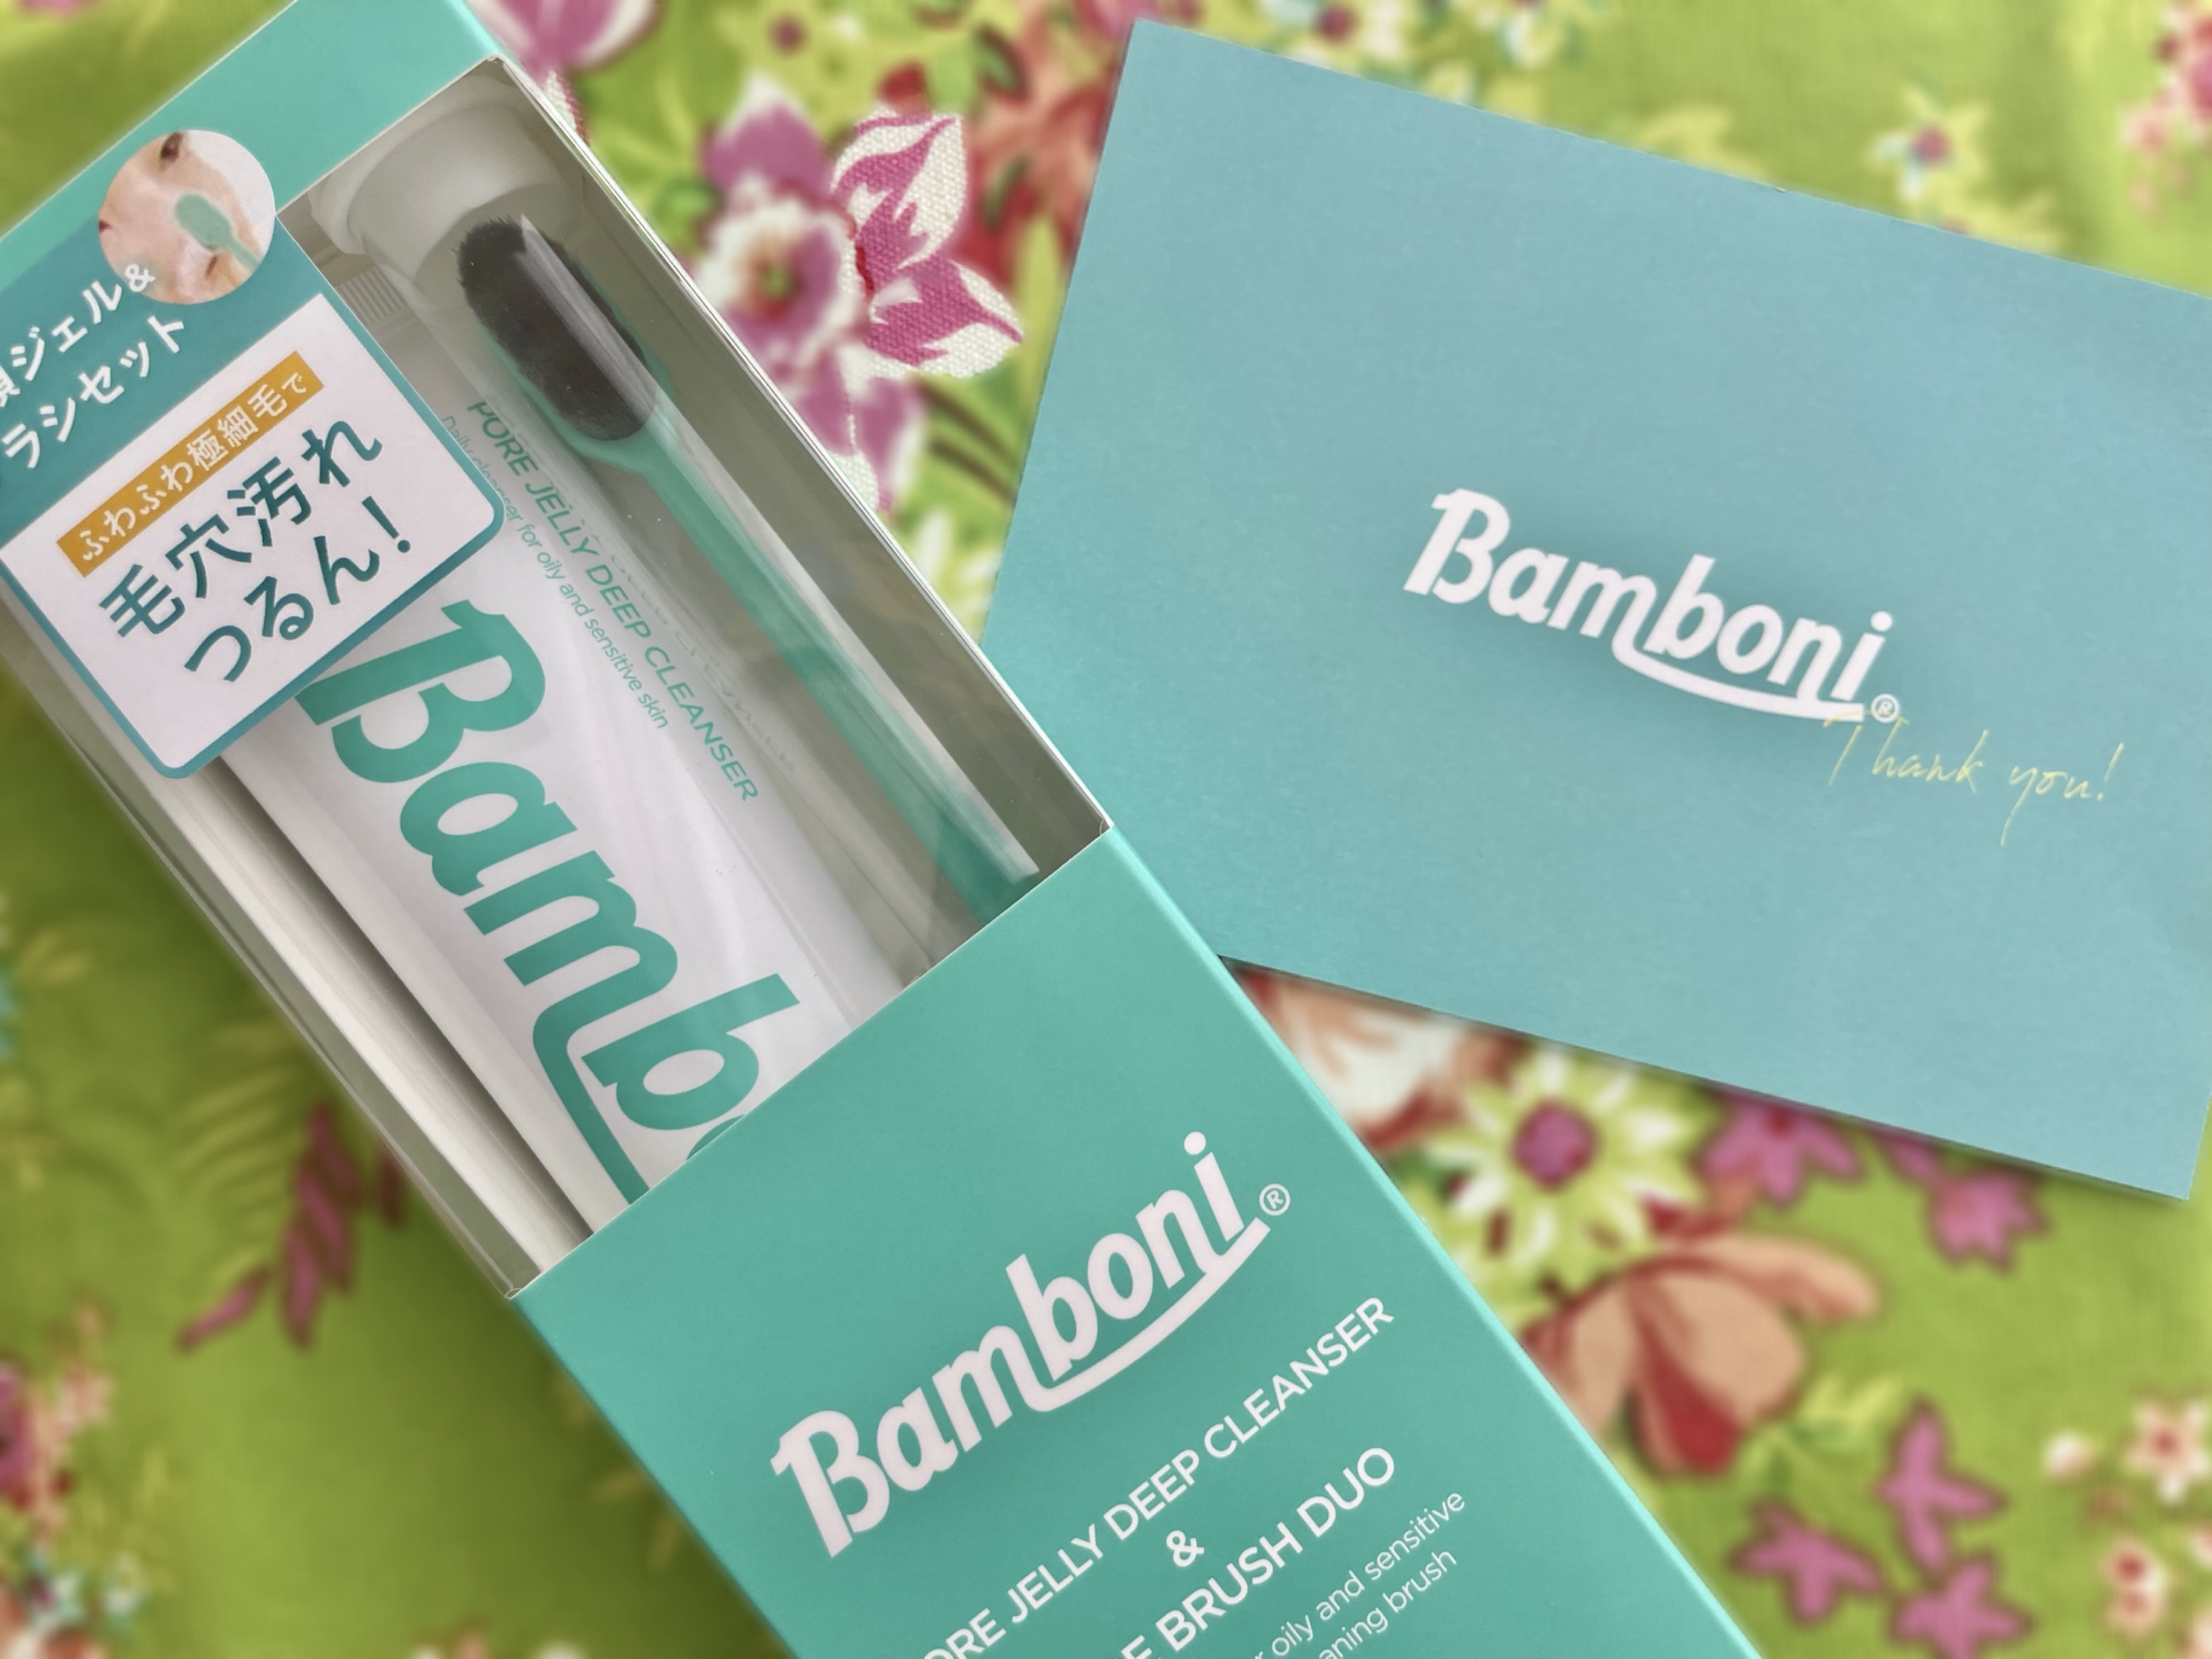 顔ジェル&
ラシセット
ふわふわ極細毛で
毛穴汚れ
つるん!
PORE JELLY DEEP CLEANSER
Daily cleanser for oily and sensitive skin
Bamb
Bamboni®
PORE JELLY DEEP CLEANSER
&
E BRUSH DUO
oily and sensitive
aning brush
Bamboni®
Thank you!